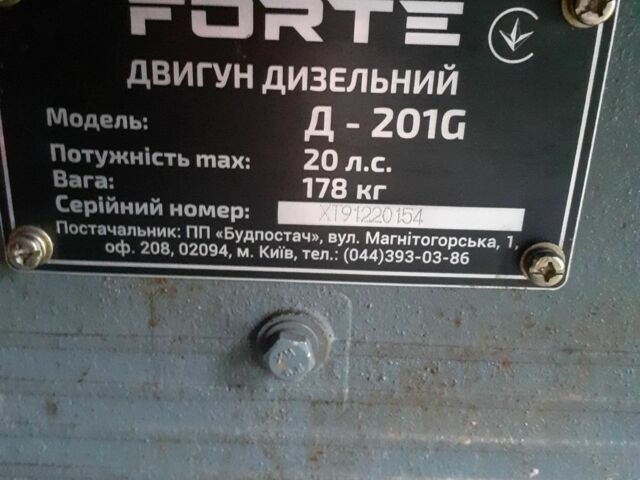 FORTE
ДВИГУН ДИЗЕЛЬНИЙ
Модель: Д - 201G
Потужність max: 20 л.с.
Вага: 178 кг
Серійний номер: XT91220154
Постачальник: ПП «Будпостач», вул. Магнітогорська, 1,
оф. 208, 02094, м. Київ, тел.: (044)393-03-86